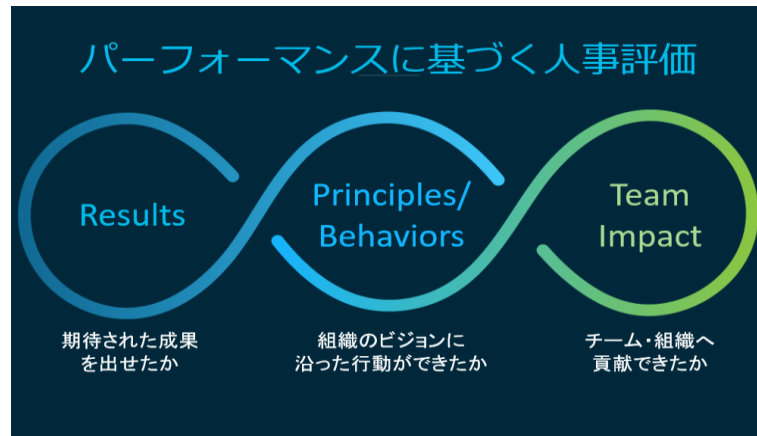 パーフォーマンスに基づく人事評価
Results
Principles/
Behaviors
Team
Impact
期待された成果
を出せたか
組織のビジョンに
沿った行動ができたか
チーム・組織へ
貢献できたか